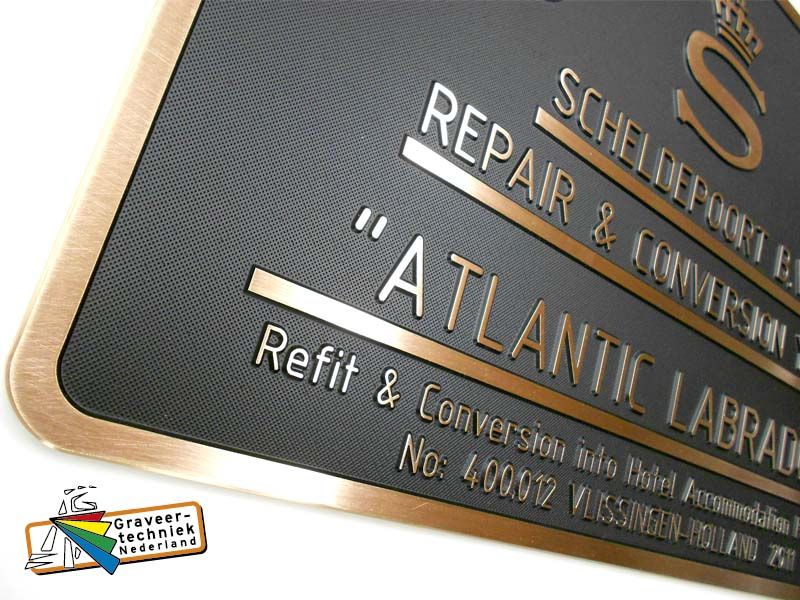 S
SCHELDEPOORT B.
REPAIR & CONVERSION
"ATLANTIC LABRAD
Refit & Conversion into Hotel Accommodation
No: 400.012 VLISSINGEN-HOLLAND 2011
Graveer-
techniek
Nederland